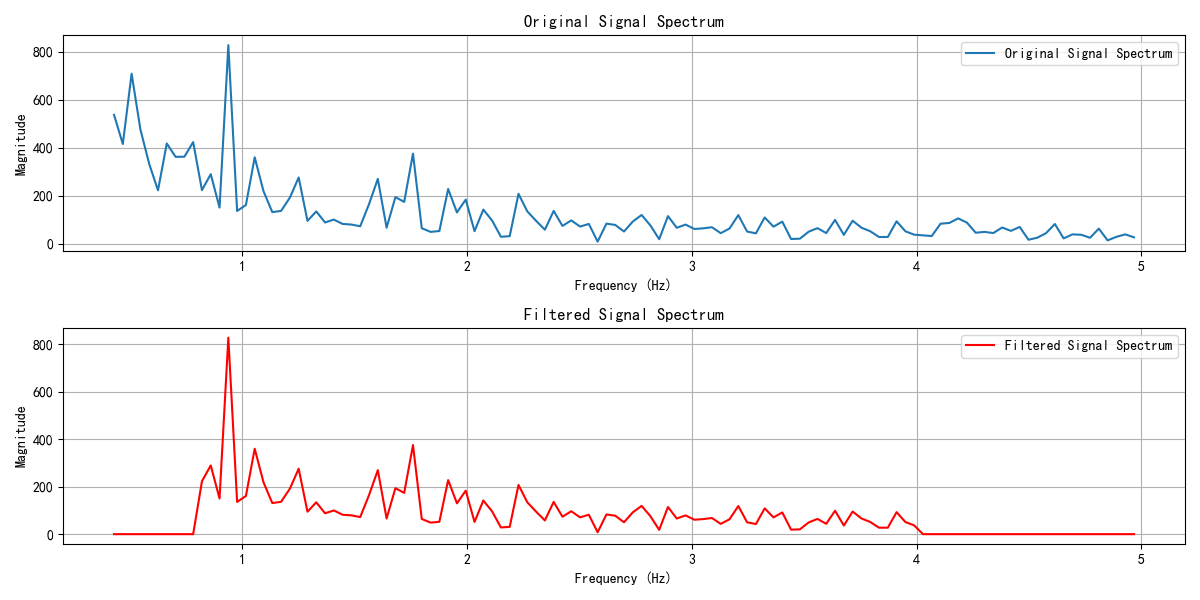 Original Signal Spectrum
Magnitude
800
600
400
200
0
Original Signal Spectrum
1 2 3 4 5
Frequency (Hz)
Filtered Signal Spectrum
Magnitude
800
600
400
200
0
Filtered Signal Spectrum
1 2 3 4 5
Frequency (Hz)